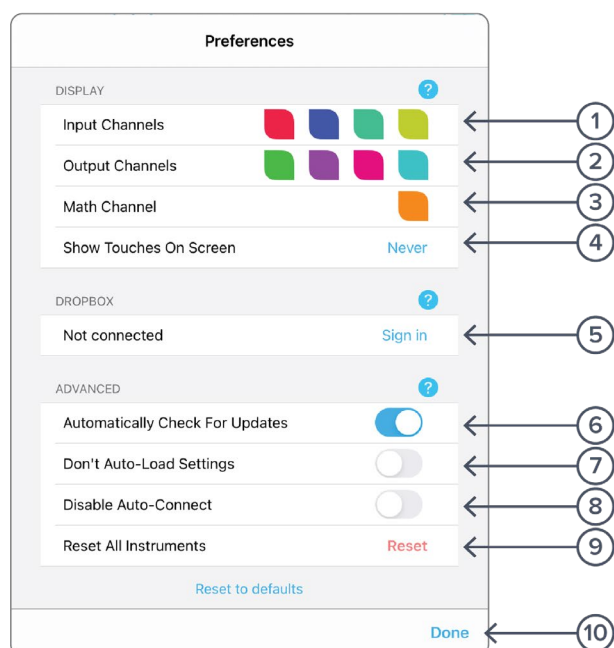 Preferences
DISPLAY ?
Input Channels 1
Output Channels 2
Math Channel 3
Show Touches On Screen Never 4
DROPBOX ?
Not connected Sign in 5
ADVANCED ?
Automatically Check For Updates 6
Don't Auto-Load Settings 7
Disable Auto-Connect 8
Reset All Instruments Reset 9
Reset to defaults
Done 10